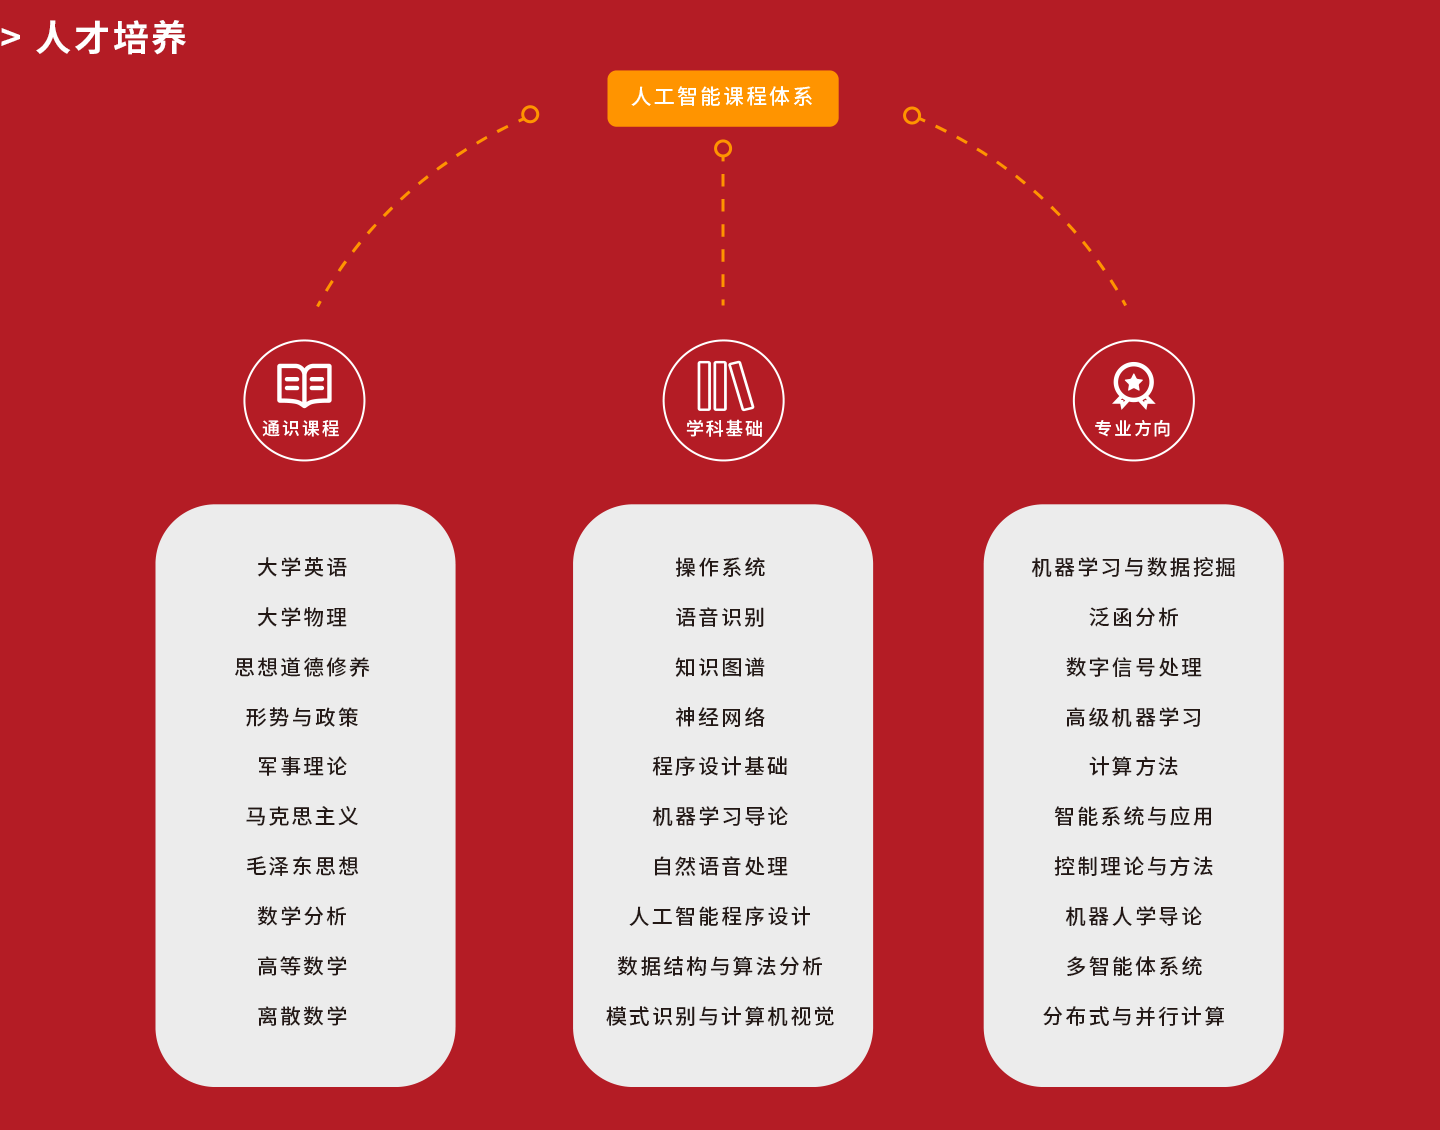 > 人才培养
人工智能课程体系
通识课程
大学英语
大学物理
思想道德修养
形势与政策
军事理论
马克思主义
毛泽东思想
数学分析
高等数学
离散数学
学科基础
操作系统
语音识别
知识图谱
神经网络
程序设计基础
机器学习导论
自然语音处理
人工智能程序设计
数据结构与算法分析
模式识别与计算机视觉
专业方向
机器学习与数据挖掘
泛函分析
数字信号处理
高级机器学习
计算方法
智能系统与应用
控制理论与方法
机器人学导论
多智能体系统
分布式与并行计算